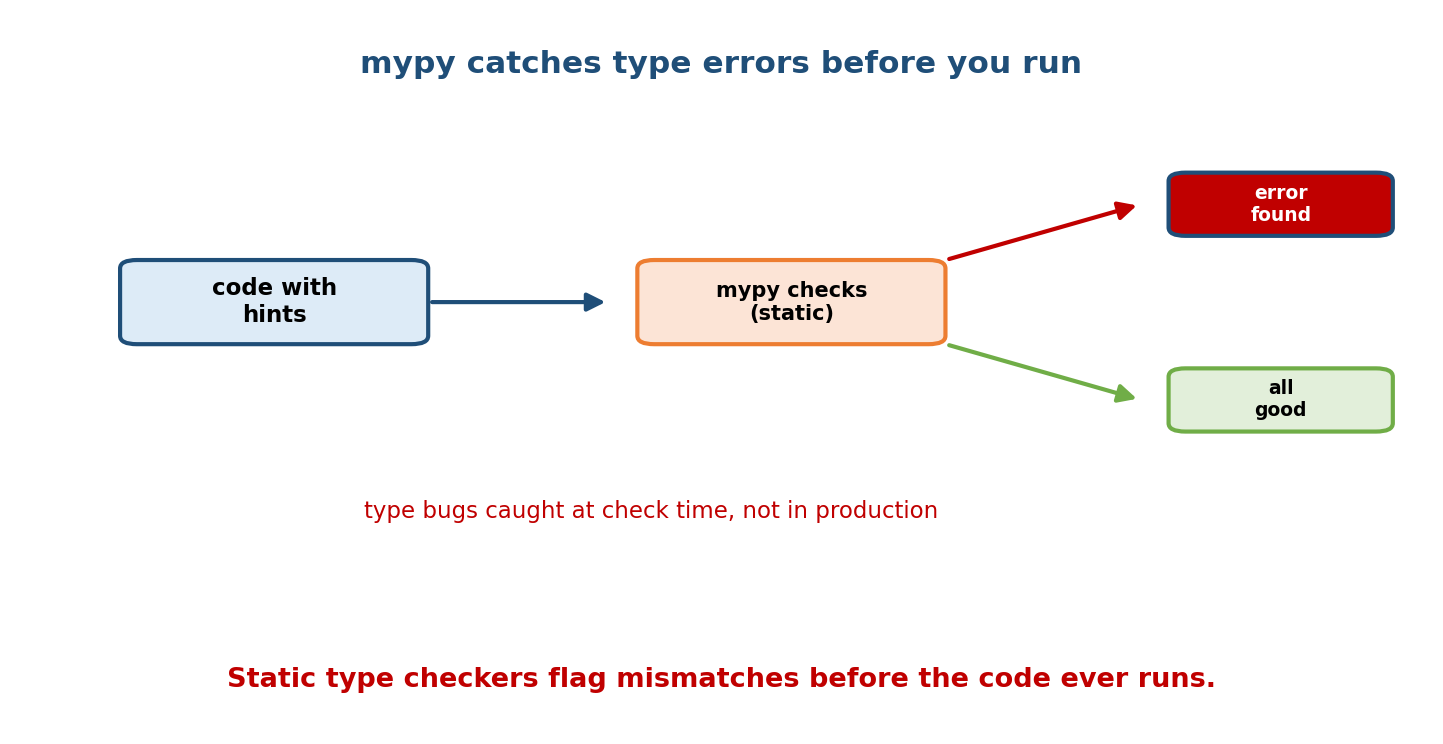 mypy catches type errors before you run
code with
hints
mypy checks
(static)
error
found
all
good
type bugs caught at check time, not in production
Static type checkers flag mismatches before the code ever runs.